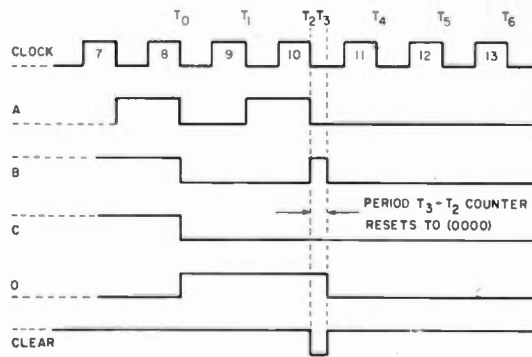 T0 T1 T2 T3 T4 T5 T6
CLOCK 7 8 9 10 11 12 13
A
B
PERIOD T3-T2 COUNTER
RESETS TO (0000)
C
O
CLEAR